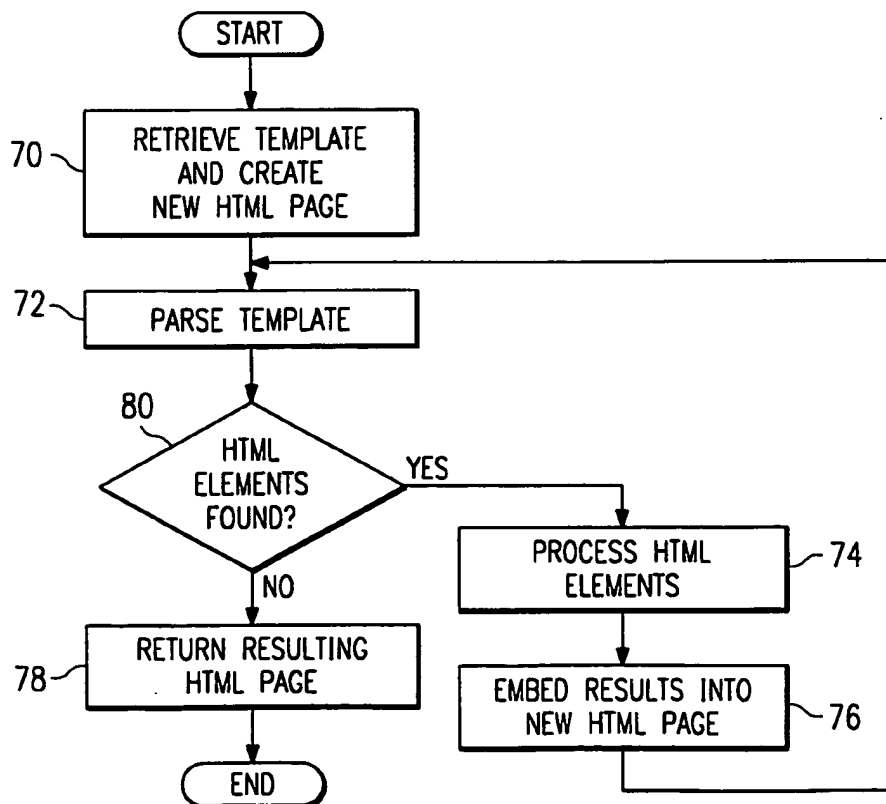 START
70
RETRIEVE TEMPLATE
AND CREATE
NEW HTML PAGE
72
PARSE TEMPLATE
80
HTML
ELEMENTS
FOUND?
YES
NO
PROCESS HTML
ELEMENTS
74
RETURN RESULTING
HTML PAGE
78
EMBED RESULTS INTO
NEW HTML PAGE
76
END